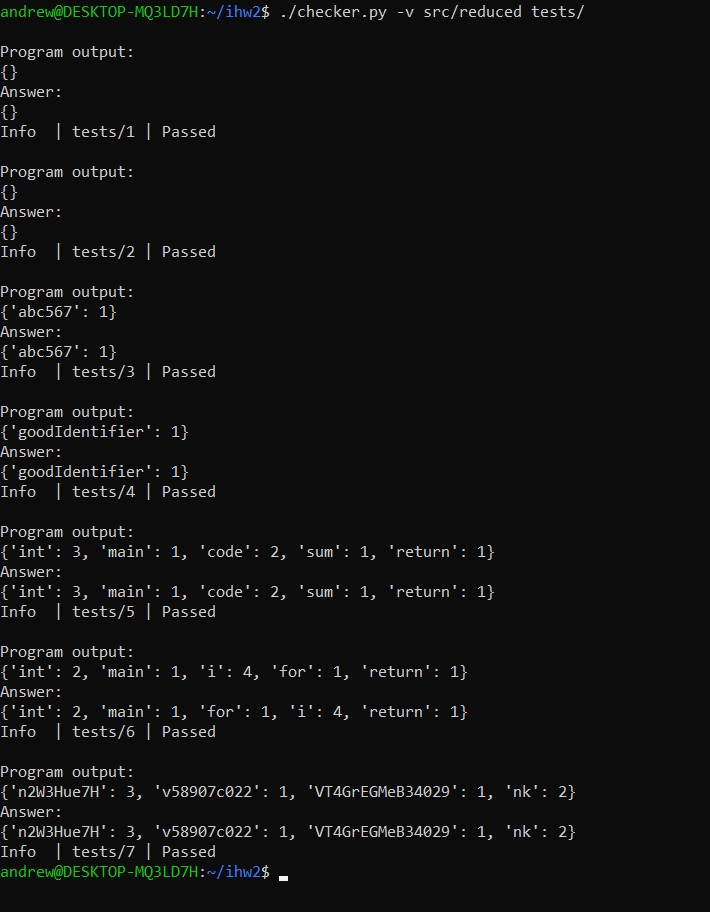 andrew@DESKTOP-MQ3LD7H:~/ihw2$ ./checker.py -v src/reduced tests/
Program output:
{}
Answer:
{}
Info  | tests/1 | Passed
Program output:
{}
Answer:
{}
Info  | tests/2 | Passed
Program output:
{'abc567': 1}
Answer:
{'abc567': 1}
Info  | tests/3 | Passed
Program output:
{'goodIdentifier': 1}
Answer:
{'goodIdentifier': 1}
Info  | tests/4 | Passed
Program output:
{'int': 3, 'main': 1, 'code': 2, 'sum': 1, 'return': 1}
Answer:
{'int': 3, 'main': 1, 'code': 2, 'sum': 1, 'return': 1}
Info  | tests/5 | Passed
Program output:
{'int': 2, 'main': 1, 'i': 4, 'for': 1, 'return': 1}
Answer:
{'int': 2, 'main': 1, 'for': 1, 'i': 4, 'return': 1}
Info  | tests/6 | Passed
Program output:
{'n2W3Hue7H': 3, 'v58907c022': 1, 'VT4GrEGMeB34029': 1, 'nk': 2}
Answer:
{'n2W3Hue7H': 3, 'v58907c022': 1, 'VT4GrEGMeB34029': 1, 'nk': 2}
Info  | tests/7 | Passed
andrew@DESKTOP-MQ3LD7H:~/ihw2$